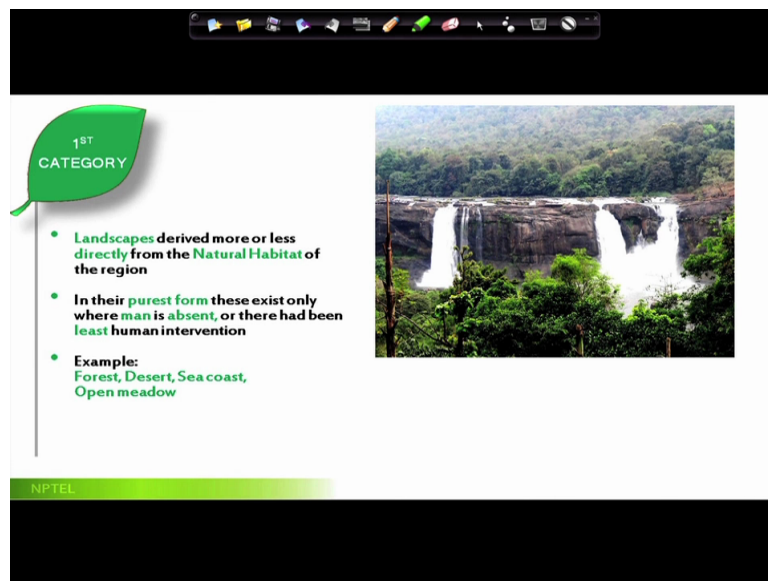 1ST
CATEGORY
Landscapes derived more or less
directly from the Natural Habitat of
the region
In their purest form these exist only
where man is absent, or there had been
least human intervention
Example:
Forest, Desert, Sea coast,
Open meadow
NPTEL